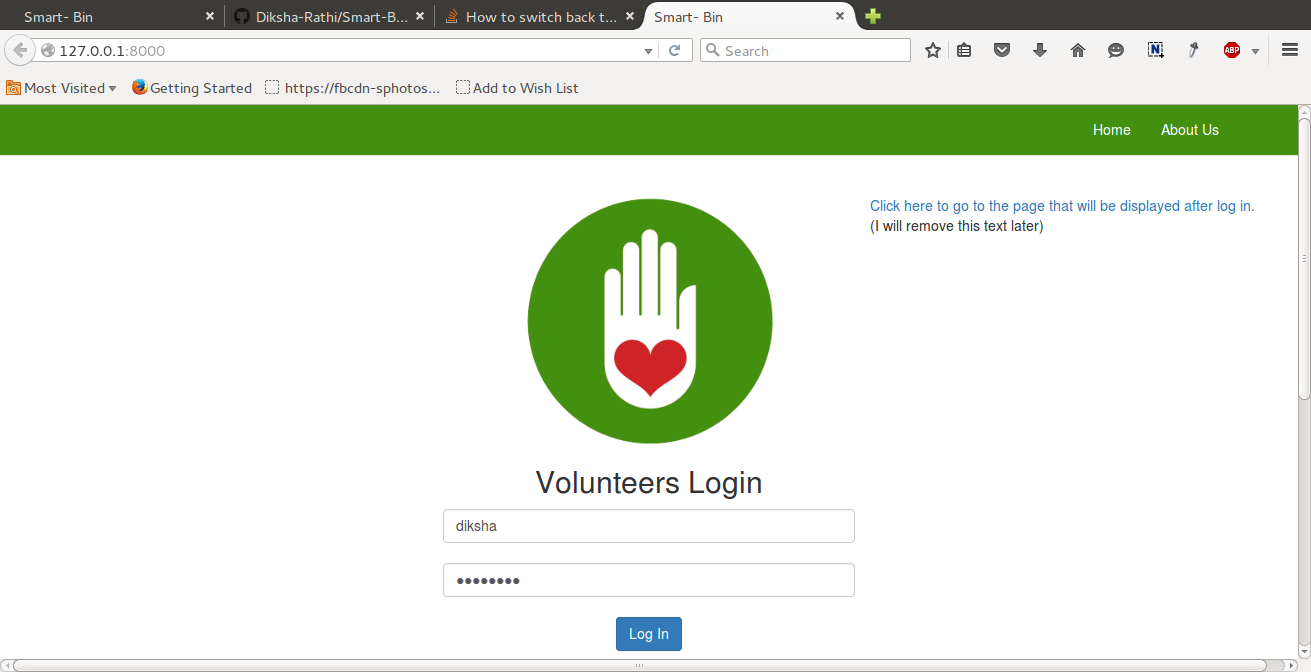 Smart- Bin
Diksha-Rathi/Smart-B...
How to switch back t...
Smart- Bin
127.0.0.1:8000
Search
N
ABP
Most Visited
Getting Started
https://fbcdn-sphotos...
Add to Wish List
Home
About Us
Click here to go to the page that will be displayed after log in.
(I will remove this text later)
Volunteers Login
diksha
●●●●●●●●
Log In